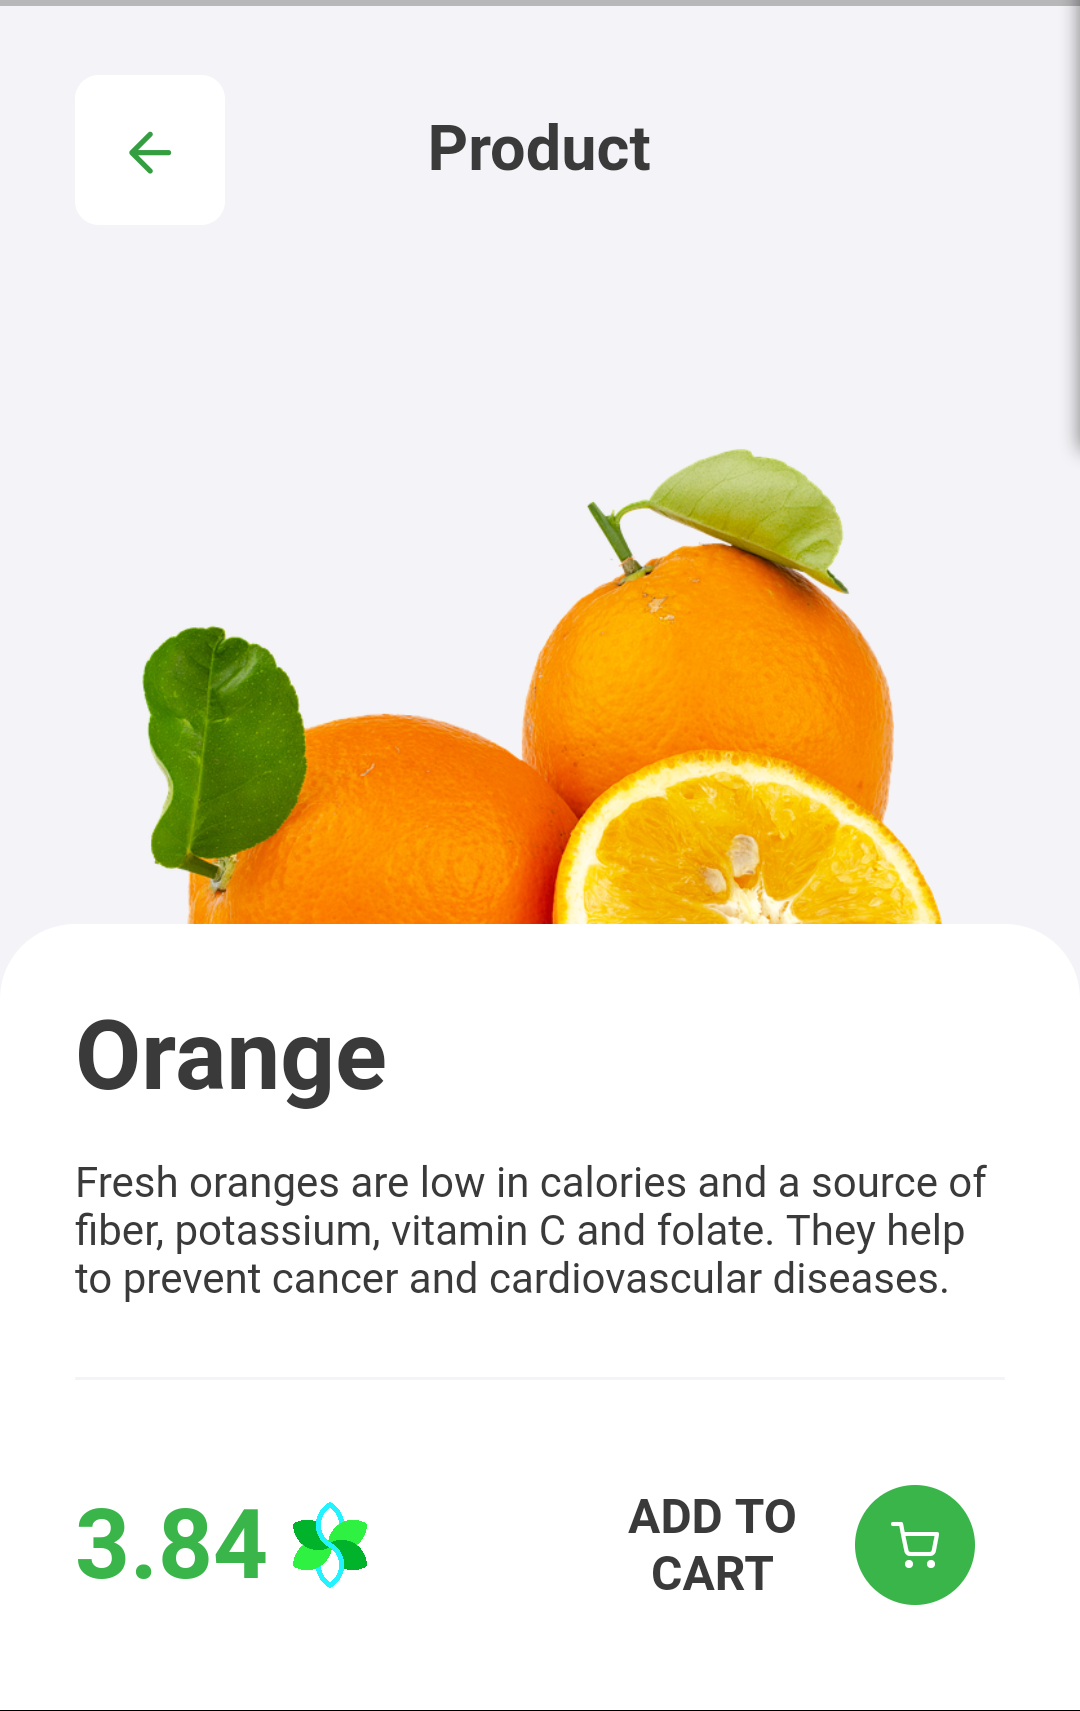 Product
Orange
Fresh oranges are low in calories and a source of
fiber, potassium, vitamin C and folate. They help
to prevent cancer and cardiovascular diseases.
3.84
ADD TO
CART